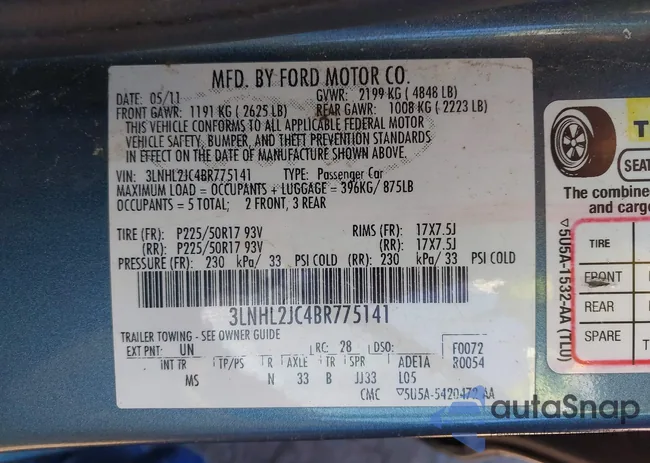 MFD. BY FORD MOTOR CO.
DATE: 05/11 GVWR: 2199 KG ( 4848 LB)
FRONT GAWR: 1191 KG ( 2625 LB) REAR GAWR: 1008 KG ( 2223 LB)
THIS VEHICLE CONFORMS TO ALL APPLICABLE FEDERAL MOTOR
VEHICLE SAFETY, BUMPER, AND THEFT PREVENTION STANDARDS
IN EFFECT ON THE DATE OF MANUFACTURE SHOWN ABOVE.
VIN: 3LNHL2JC4BR775141 TYPE: Passenger Car
MAXIMUM LOAD = OCCUPANTS + LUGGAGE = 396KG/ 875LB
OCCUPANTS = 5 TOTAL; 2 FRONT, 3 REAR
TIRE (FR): P225/50R17 93V RIMS (FR): 17X7.5J
(RR): P225/50R17 93V (RR): 17X7.5J
PRESSURE (FR): 230 kPa/ 33 PSI COLD (RR): 230 kPa/ 33 PSI COLD
3LNHL2JC4BR775141
TRAILER TOWING - SEE OWNER GUIDE
EXT PNT: UN RC: 28 DSO: F0072
INT TR TP/PS R AXLE TR SPR ADE1A R0054
MS N 33 B JJ33 L05
CMC ▽5U5A-5420472-AA
T
SEAT
The combine
and cargo
TIRE
FRONT
REAR
SPARE T
▽5U5A-1532-AA (TLU)
autoSnap